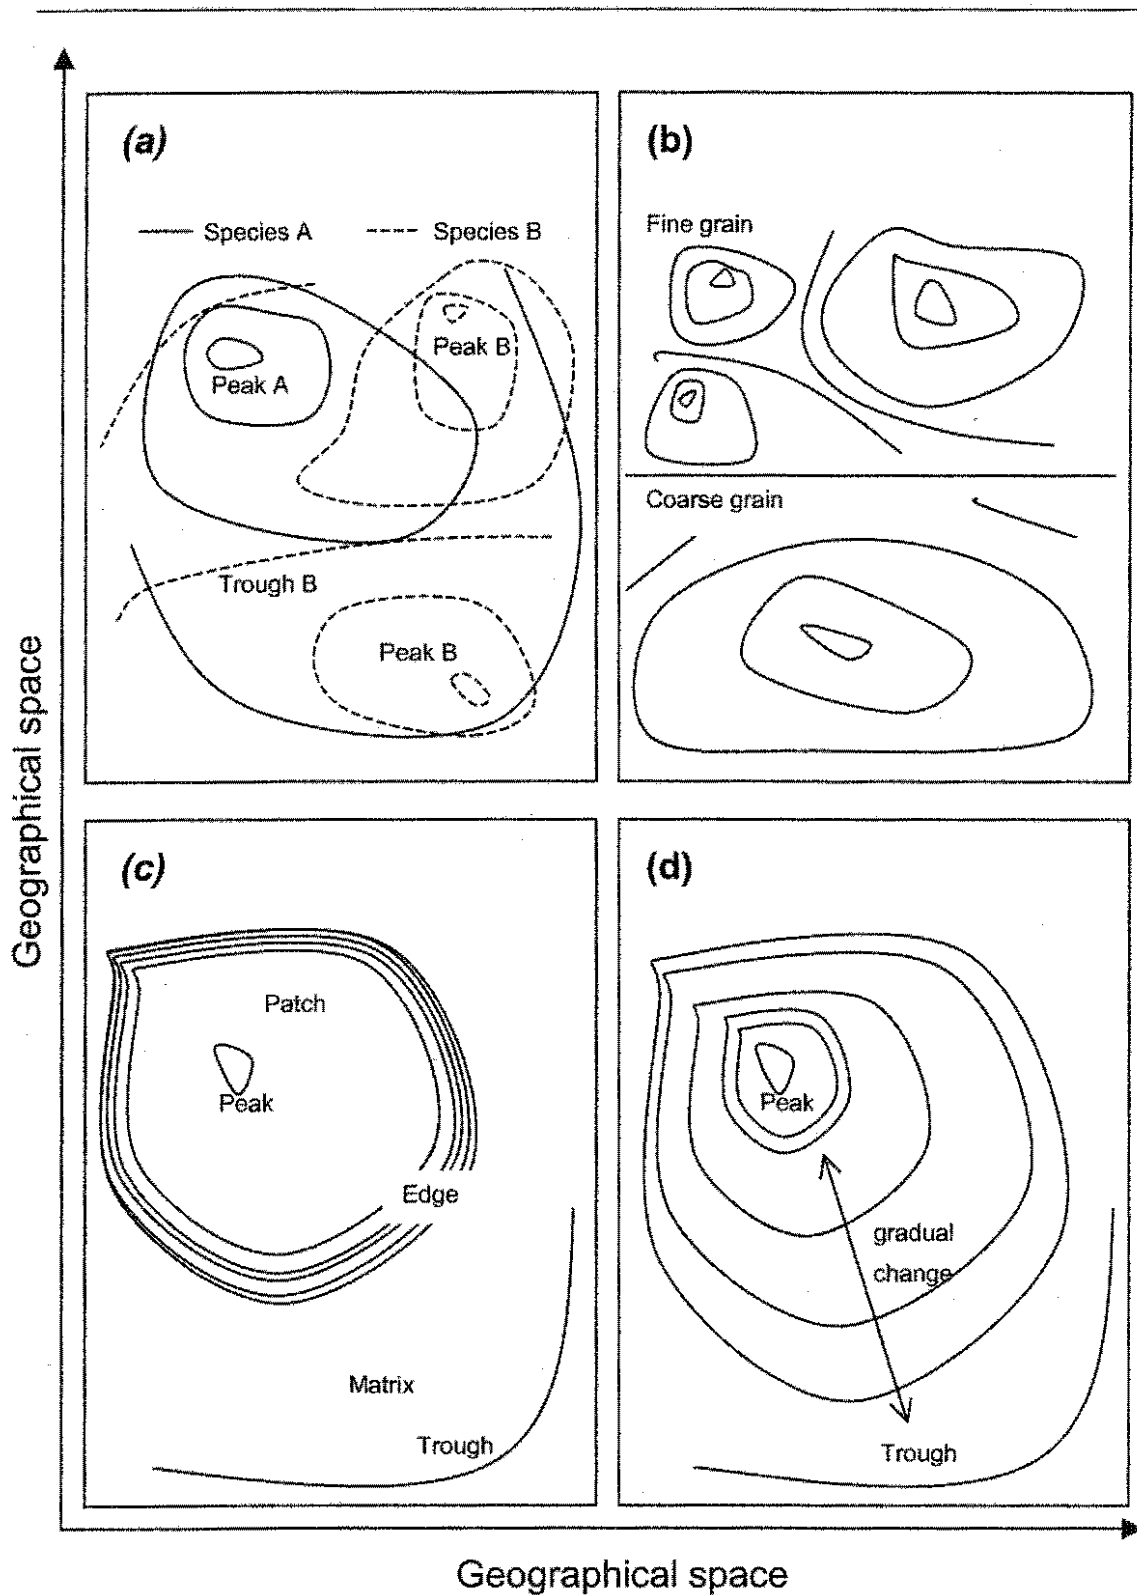 (a)
Species A Species B
Peak B
Peak A
Trough B
Peak B
(b)
Fine grain
Coarse grain
(c)
Patch
Peak
Edge
Matrix
Trough
(d)
Peak
gradual
change
Trough
Geographical space
Geographical space